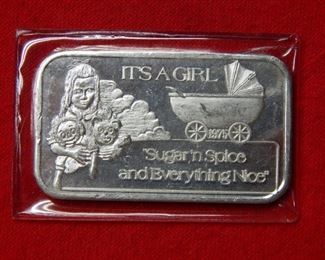 IT'S A GIRL
1975
"Sugar 'n Spice
and Everything Nice"